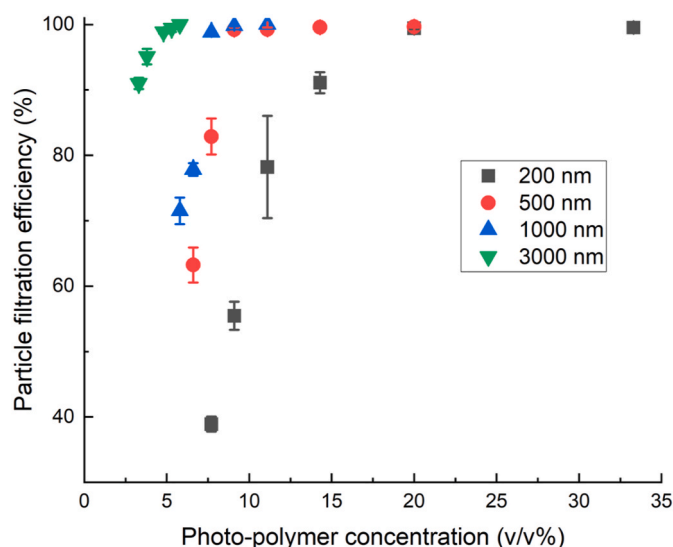 Particle filtration efficiency (%)
100
80
60
40
200 nm
500 nm
1000 nm
3000 nm
0 5 10 15 20 25 30 35
Photo-polymer concentration (v/v%)